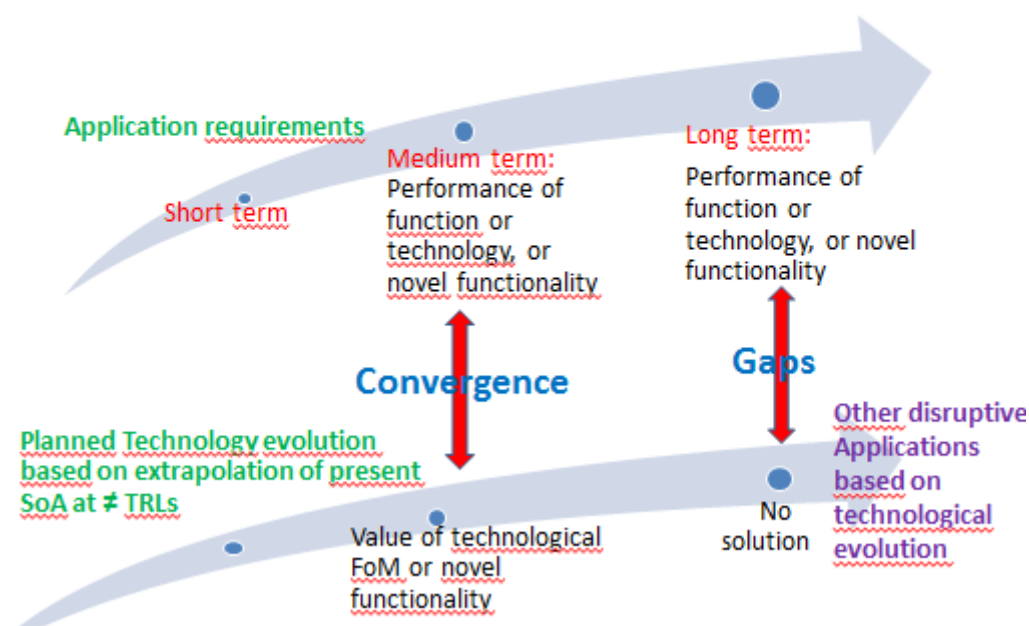 Application requirements
Short term
Medium term:
Performance of
function or
technology, or
novel functionality
Long term:
Performance of
function or
technology, or novel
functionality
Convergence
Gaps
Planned Technology evolution
based on extrapolation of present
SoA at ≠ TRLs
Value of technological
FoM or novel
functionality
No
solution
Other disruptive
Applications
based on
technological
evolution